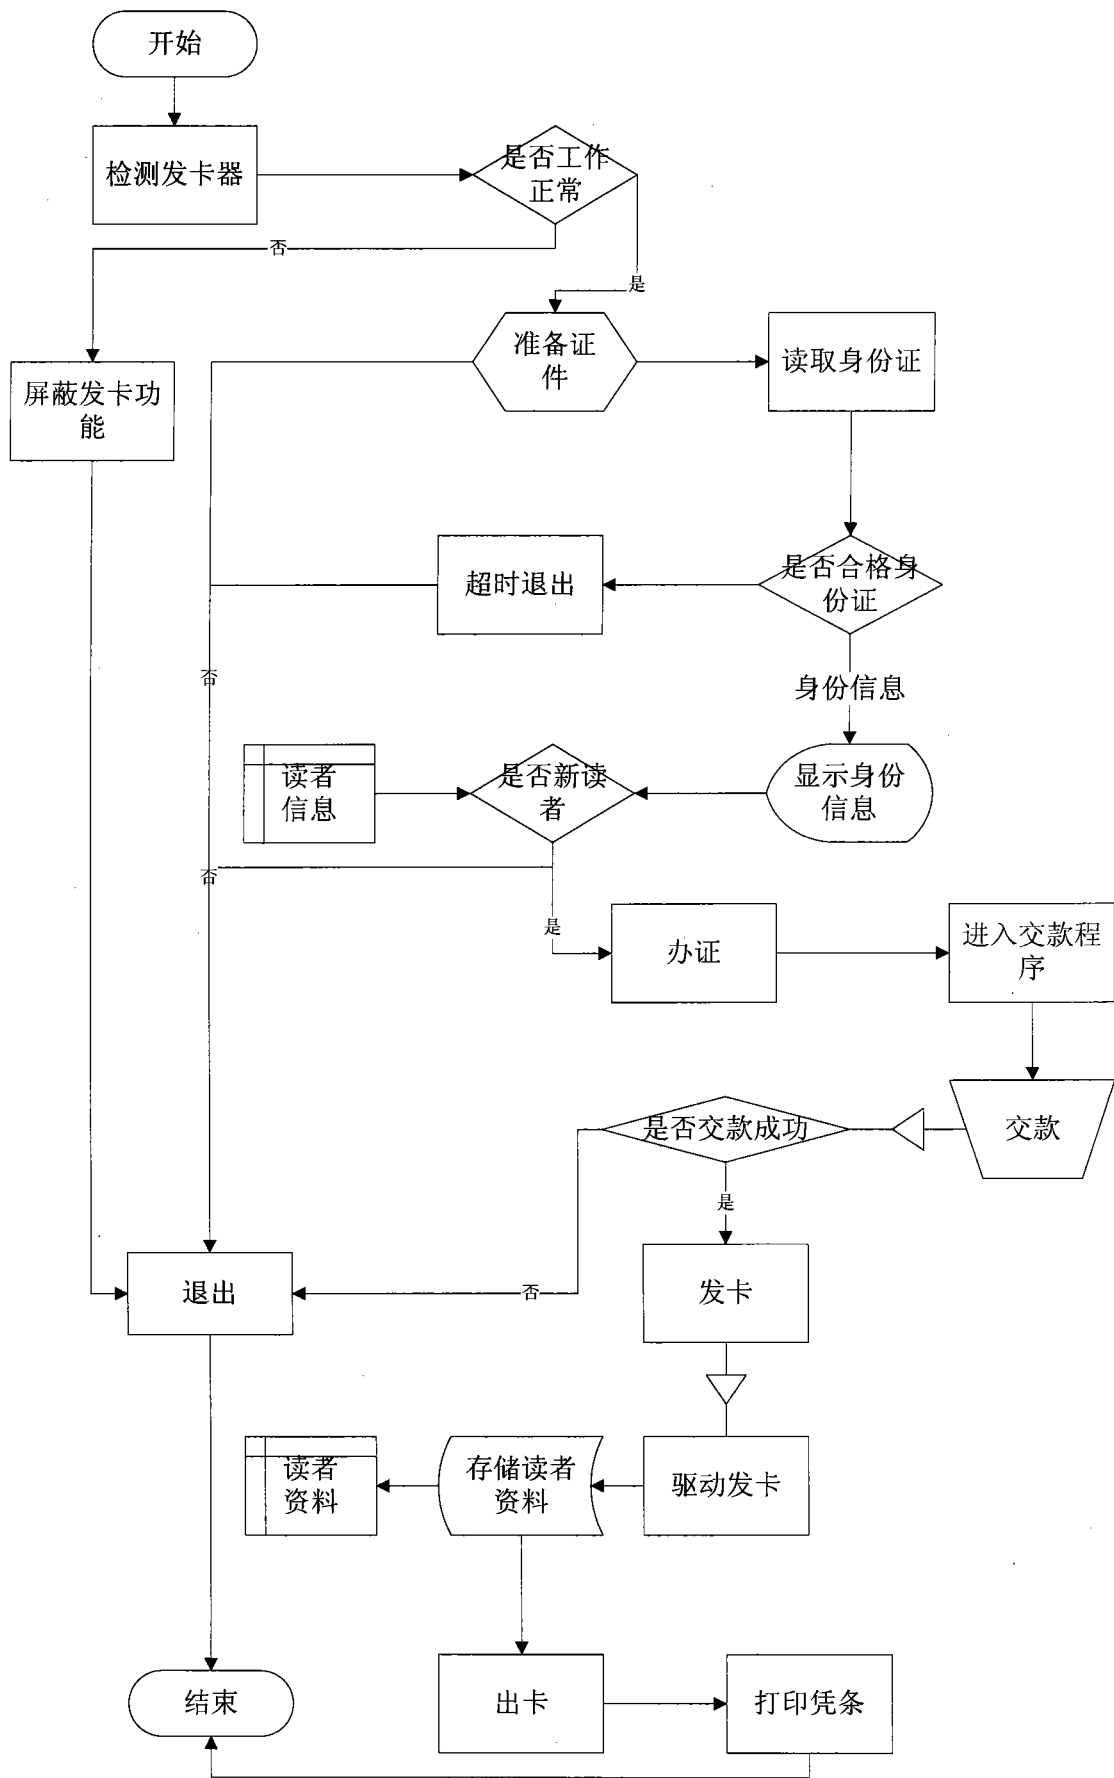 开始
检测发卡器
是否工作
正常
否
是
准备证
件
读取身份证
屏蔽发卡功
能
超时退出
是否合格身
份证
否
身份信息
读者
信息
是否新读
者
显示身份
信息
否
是
办证
进入交款程
序
是否交款成功
交款
是
退出
否
发卡
读者
资料
存储读者
资料
驱动发卡
结束
出卡
打印凭条